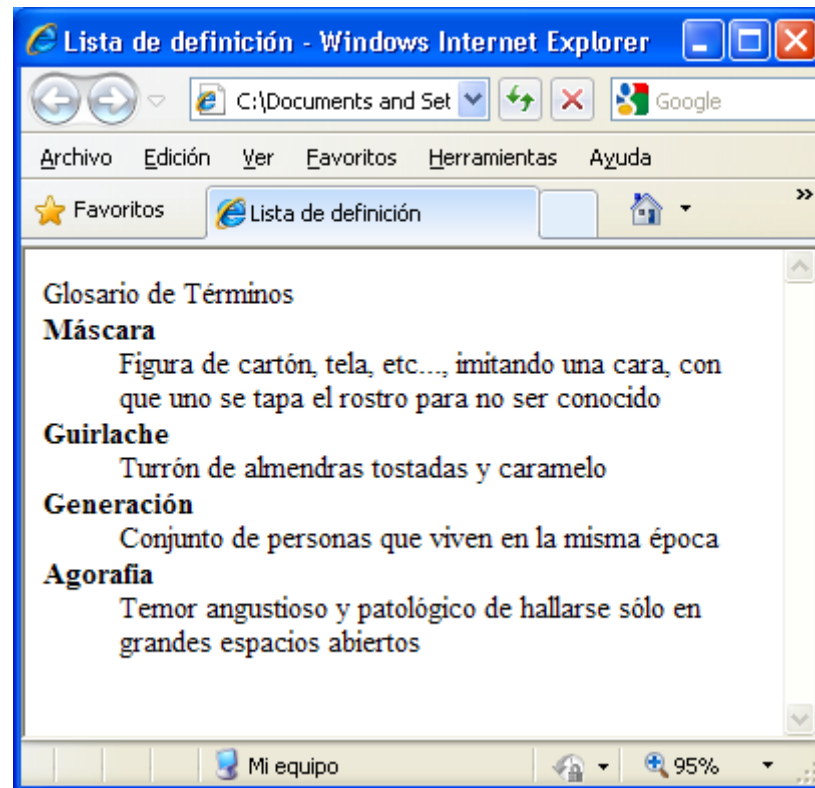 Lista de definición - Windows Internet Explorer
C:\Documents and Set
Google
Archivo Edición Ver Favoritos Herramientas Ayuda
Favoritos
Lista de definición
»
Glosario de Términos
Máscara
Figura de cartón, tela, etc..., imitando una cara, con
que uno se tapa el rostro para no ser conocido
Guirlache
Turrón de almendras tostadas y caramelo
Generación
Conjunto de personas que viven en la misma época
Agorafia
Temor angustioso y patológico de hallarse sólo en
grandes espacios abiertos
Mi equipo
95%